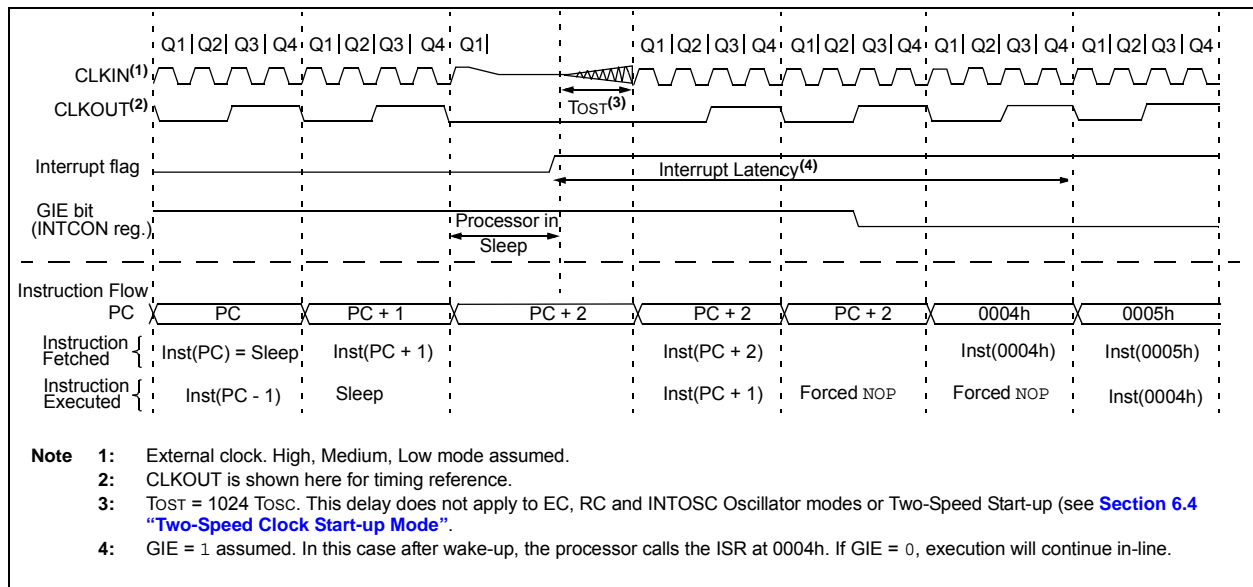 Q1| Q2| Q3| Q4 Q1| Q2| Q3| Q4 Q1| Q1| Q2| Q3| Q4 Q1| Q2| Q3| Q4 Q1| Q2| Q3| Q4 Q1| Q2| Q3| Q4
CLKIN(1)
CLKOUT(2)
TOST(3)
Interrupt flag
Interrupt Latency(4)
GIE bit
(INTCON reg.)
Processor in
Sleep
Instruction Flow
PC PC PC + 1 PC + 2 PC + 2 PC + 2 0004h 0005h
Instruction
Fetched { Inst(PC) = Sleep Inst(PC + 1) Inst(PC + 2) Inst(0004h) Inst(0005h)
Instruction
Executed { Inst(PC - 1) Sleep Inst(PC + 1) Forced NOP Forced NOP Inst(0004h)
Note 1: External clock. High, Medium, Low mode assumed.
2: CLKOUT is shown here for timing reference.
3: TOST = 1024 TOSC. This delay does not apply to EC, RC and INTOSC Oscillator modes or Two-Speed Start-up (see Section 6.4
“Two-Speed Clock Start-up Mode”.
4: GIE = 1 assumed. In this case after wake-up, the processor calls the ISR at 0004h. If GIE = 0, execution will continue in-line.